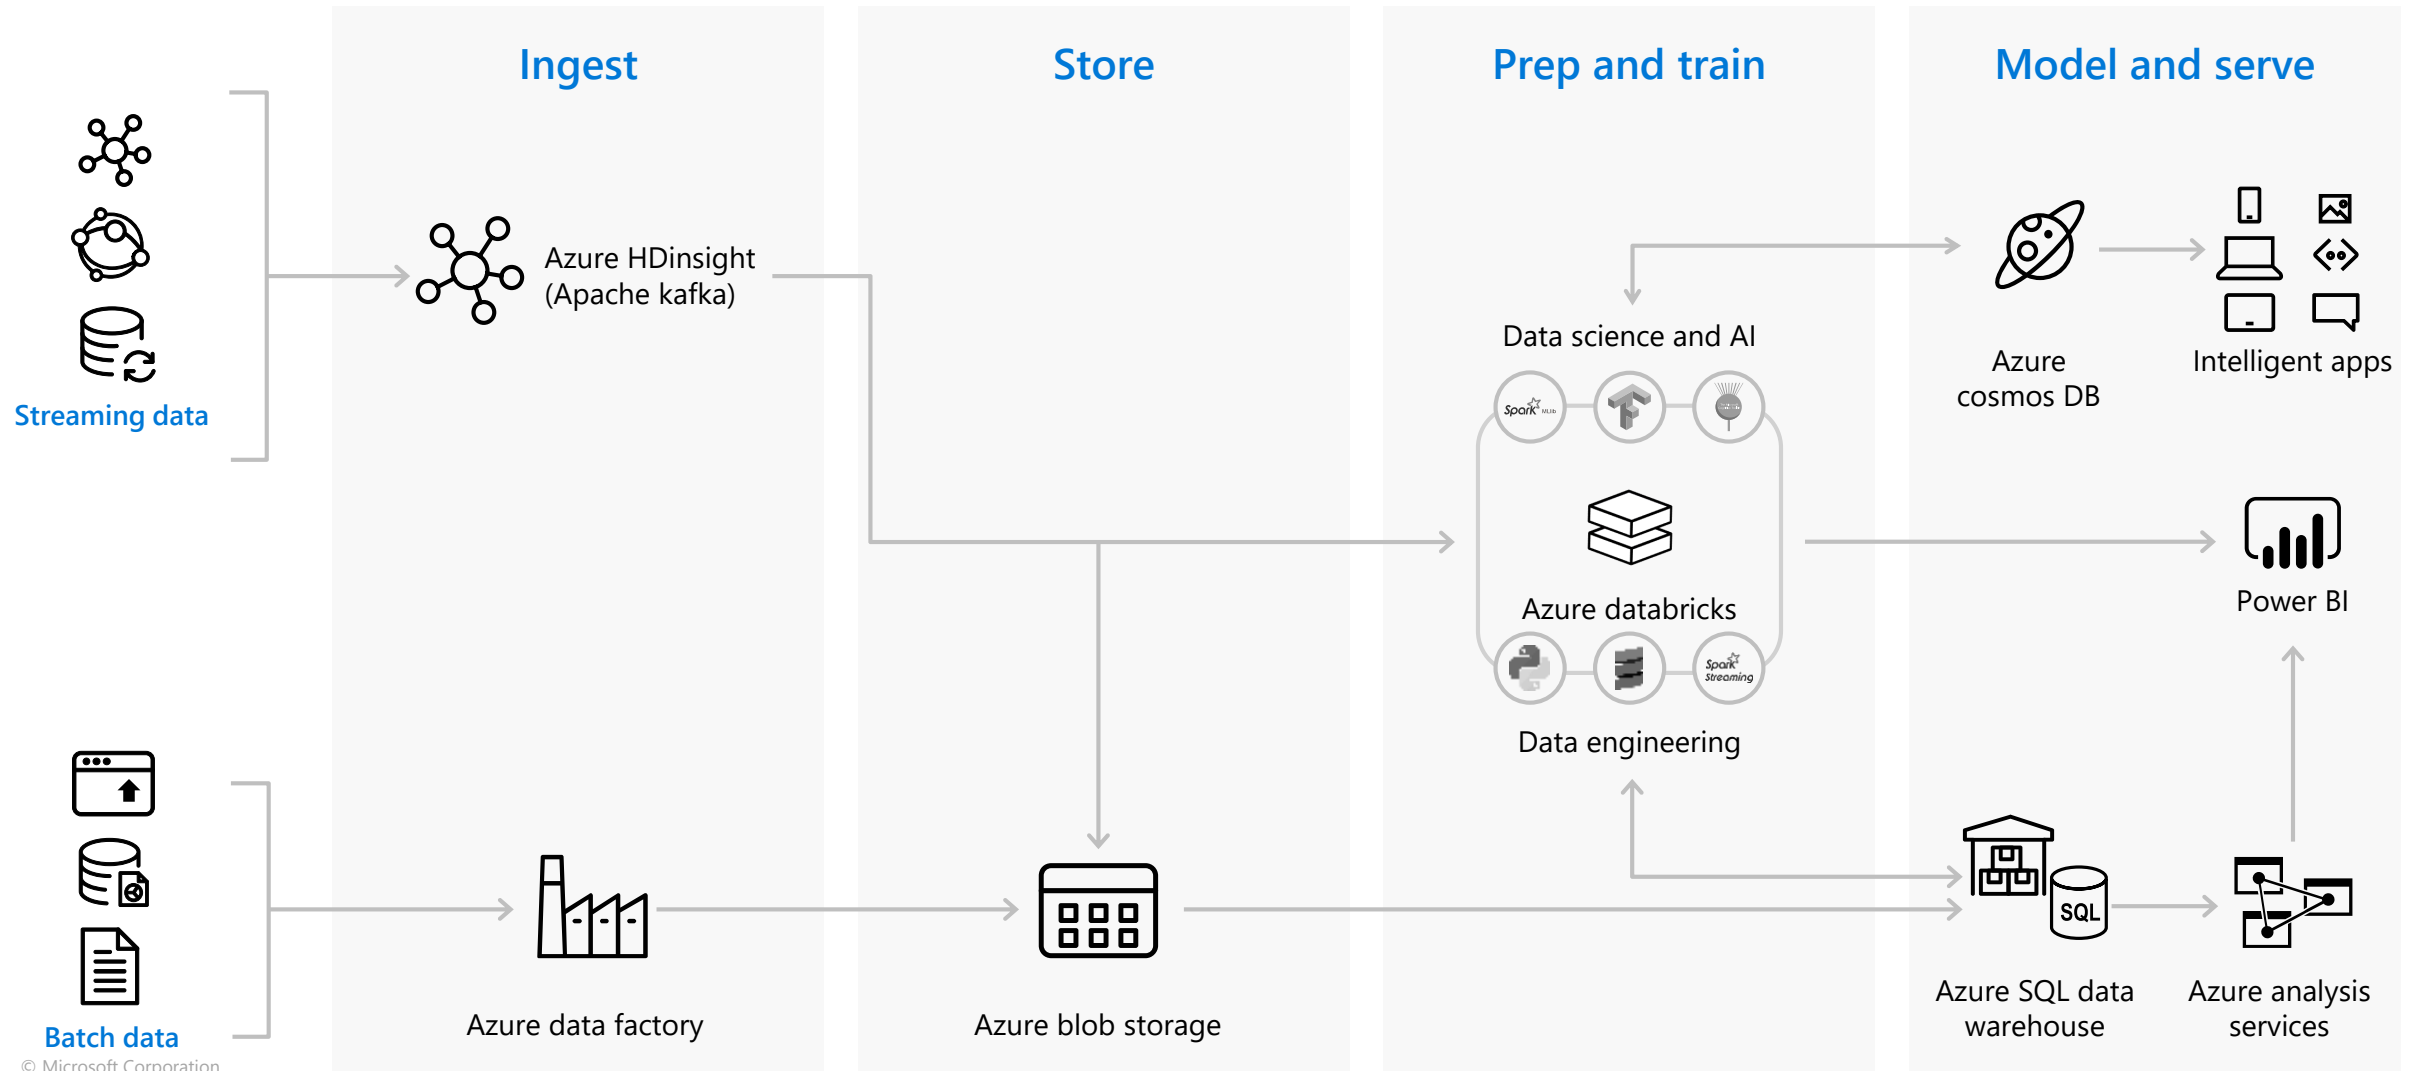 Ingest
Store
Prep and train
Model and serve
Streaming data
Azure HDinsight
(Apache kafka)
Data science and AI
Spark MLlib
Azure databricks
Spark
Streaming
Data engineering
Azure
cosmos DB
Intelligent apps
Power BI
Batch data
© Microsoft Corporation
Azure data factory
Azure blob storage
SQL
Azure SQL data
warehouse
Azure analysis
services